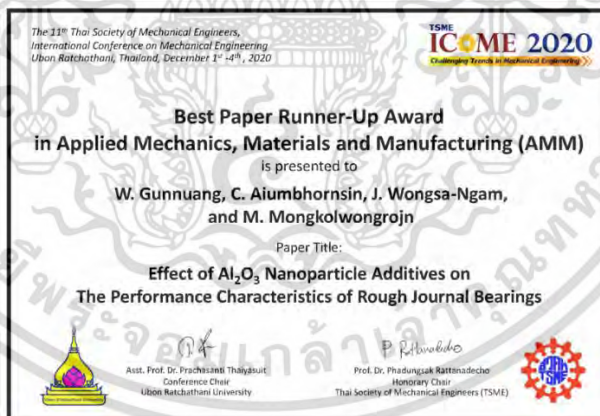 The 11th Thai Society of Mechanical Engineers,
International Conference on Mechanical Engineering
Ubon Ratchathani, Thailand, December 1st -4th, 2020
TSME
ICOME 2020
Challenging Trends in Mechanical Engineering
Best Paper Runner-Up Award
in Applied Mechanics, Materials and Manufacturing (AMM)
is presented to
W. Gunnuang, C. Aiumbhornsin, J. Wongsa-Ngam,
and M. Mongkolwongrojn
Paper Title:
Effect of Al₂O₃ Nanoparticle Additives on
The Performance Characteristics of Rough Journal Bearings
P Rattanadecho
Asst. Prof. Dr. Prachasanti Thaiyasuit
Conference Chair
Ubon Ratchathani University
Prof. Dr. Phadungsak Rattanadecho
Honorary Chair
Thai Society of Mechanical Engineers (TSME)
TSME